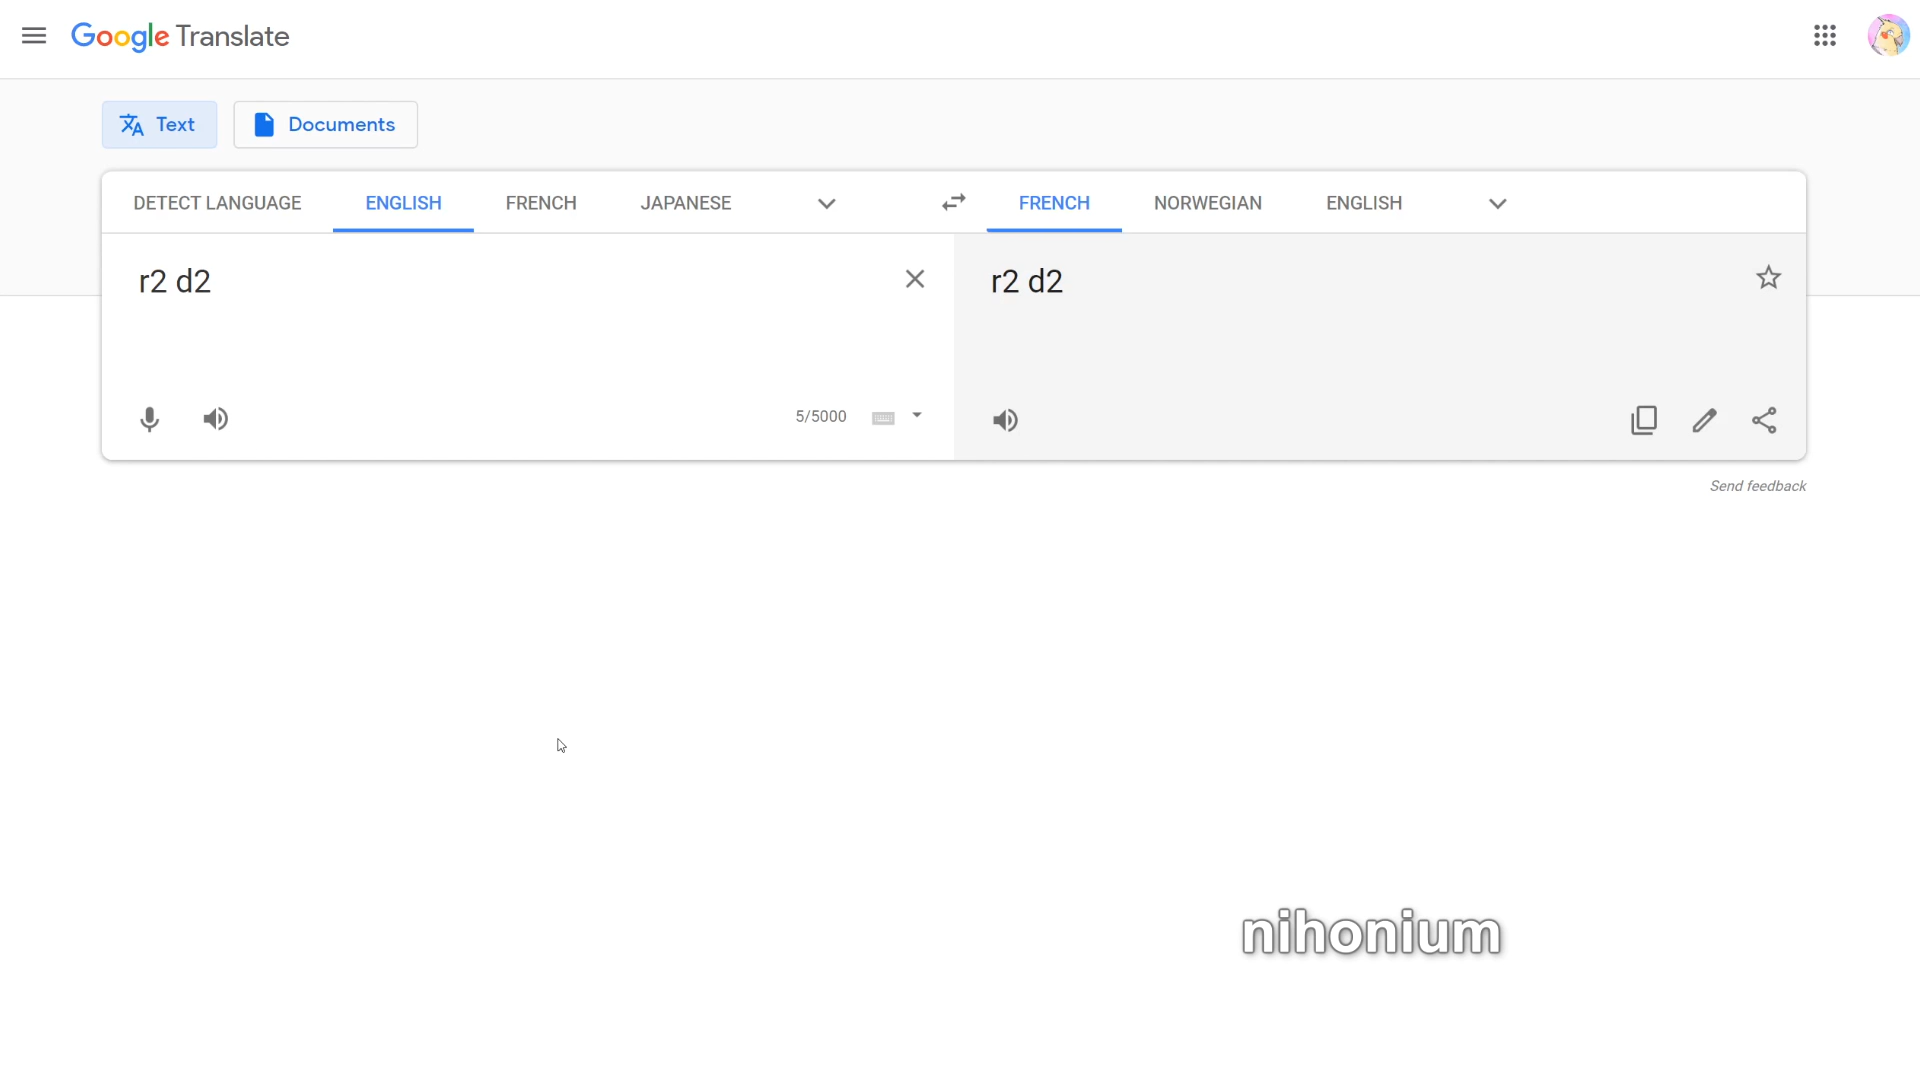 Google Translate
Text
Documents
DETECT LANGUAGE ENGLISH FRENCH JAPANESE FRENCH NORWEGIAN ENGLISH
r2 d2
r2 d2
5/5000
Send feedback
nihonium